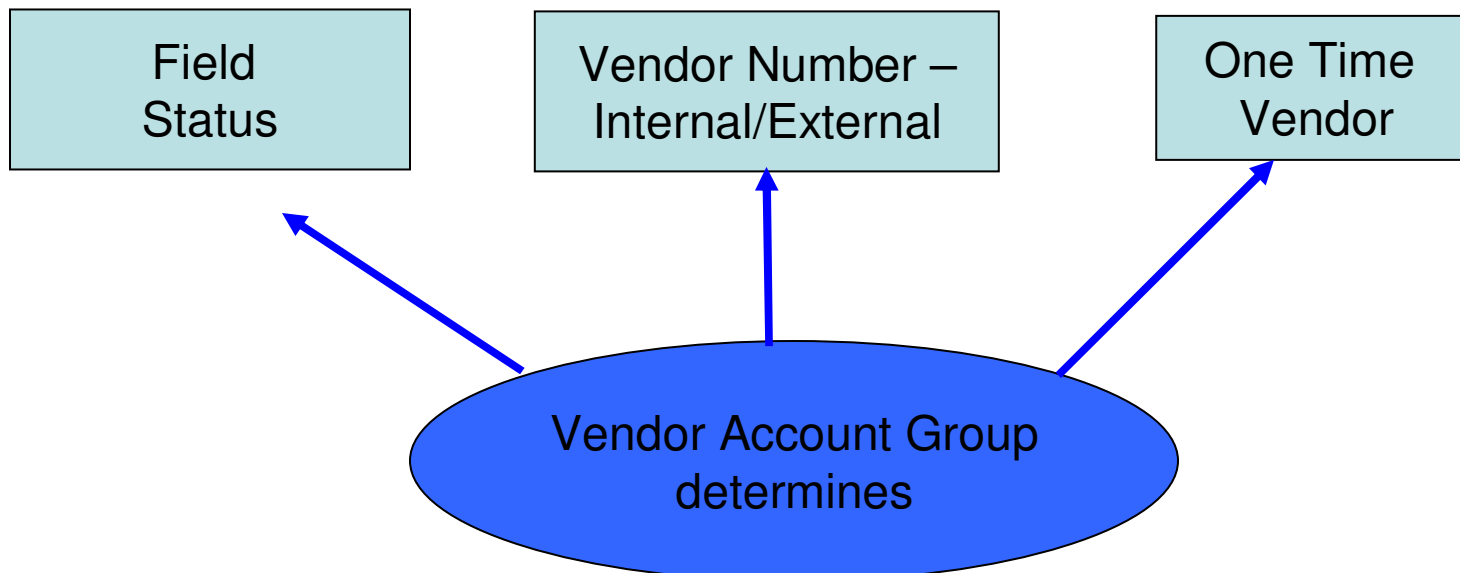 Field
Status
Vendor Number –
Internal/External
One Time
Vendor
Vendor Account Group
determines